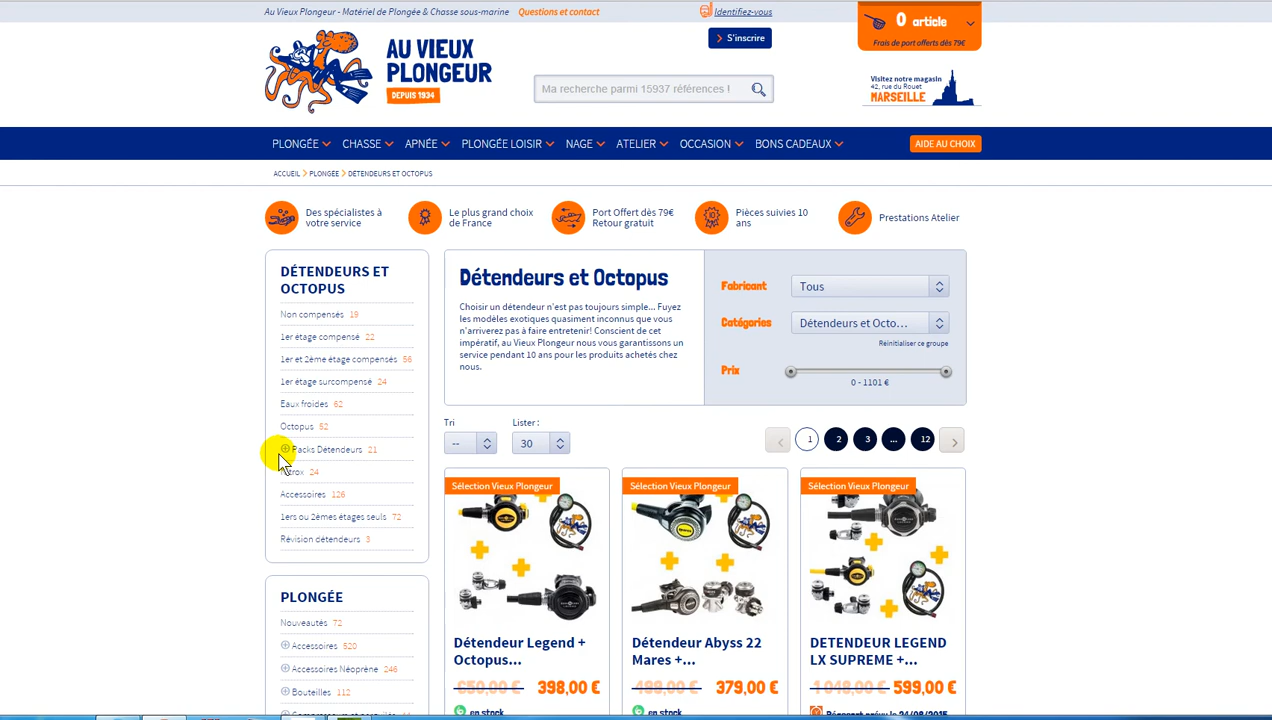 Au Vieux Plongeur - Matériel de Plongée & Chasse sous-marine
Questions et contact
Identifiez-vous
0 article
Frais de port offerts dès 79€
S'inscrire
AU VIEUX
PLONGEUR
DEPUIS 1934
Ma recherche parmi 15937 références !
Visitez notre magasin
42, rue du Rouet
MARSEILLE
PLONGÉE CHASSE APNÉE PLONGÉE LOISIR NAGE ATELIER OCCASION BONS CADEAUX
AIDE AU CHOIX
ACCUEIL PLONGÉE DÉTENDEURS ET OCTOPUS
Des spécialistes à
votre service
Le plus grand choix
de France
Port Offert dès 79€
Retour gratuit
Pièces suivies 10
ans
Prestations Atelier
DÉTENDEURS ET
OCTOPUS
Non compensés 19
1er étage compensé 22
1er et 2ème étage compensés 56
1er étage surcompensé 24
Eaux froides 62
Octopus 52
Packs Détendeurs 21
24
Accessoires 126
1ers ou 2èmes étages seuls 72
Révision détendeurs 3
PLONGÉE
Nouveautés 72
Accessoires 520
Accessoires Néoprène 246
Bouteilles 112
Détendeurs et Octopus
Choisir un détendeur n'est pas toujours simple... Fuyez
les modèles exotiques quasiment inconnus que vous
n'arriverez pas à faire entretenir! Conscient de cet
impératif, au Vieux Plongeur nous vous garantissons un
service pendant 10 ans pour les produits achetés chez
nous.
Fabricant
Tous
Catégories
Détendeurs et Octo...
Réinitialiser ce groupe
Prix
0 - 1101 €
Tri
--
Lister :
30
1 2 3 ... 12
Sélection Vieux Plongeur
Détendeur Legend +
Octopus...
650,00 € 398,00 €
en stock
Sélection Vieux Plongeur
Détendeur Abyss 22
Mares +...
488,00 € 379,00 €
en stock
Sélection Vieux Plongeur
DETENDEUR LEGEND
LX SUPREME +...
1 048,00 € 599,00 €
Réapport prévu le 24/08/2015